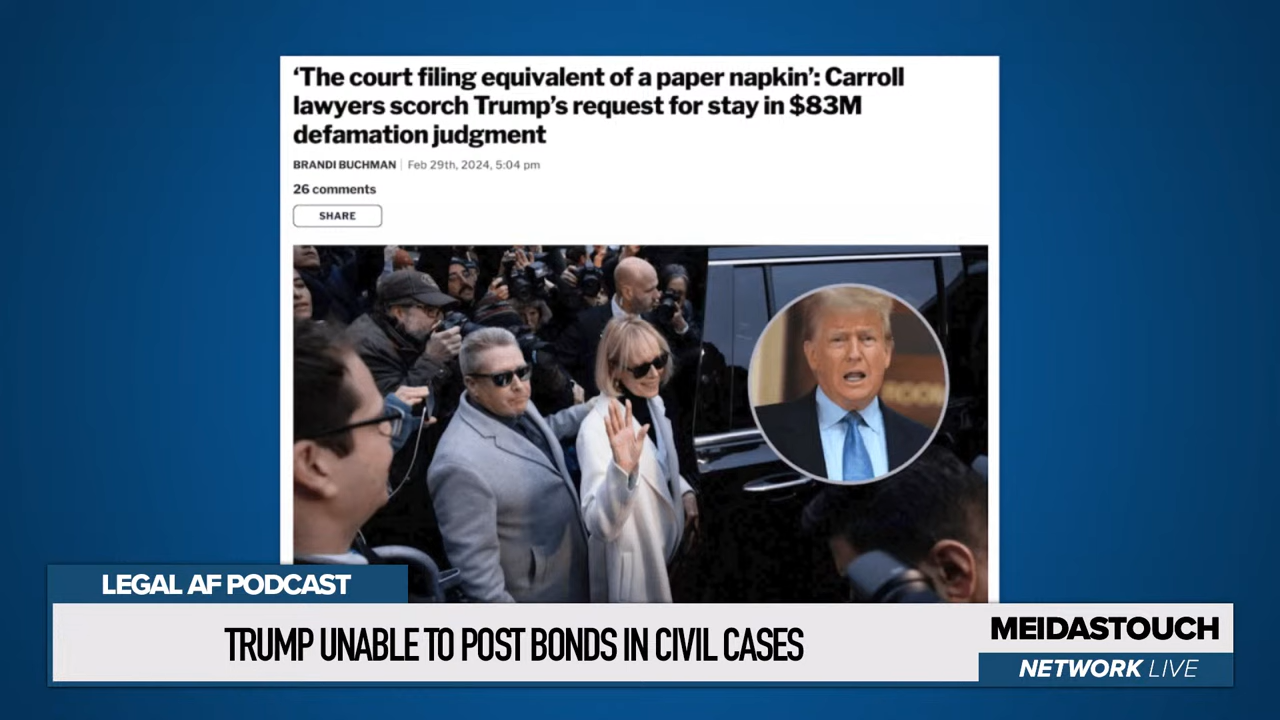 ‘The court filing equivalent of a paper napkin’: Carroll
lawyers scorch Trump’s request for stay in $83M
defamation judgment
BRANDI BUCHMAN | Feb 29th, 2024, 5:04 pm
26 comments
SHARE
LEGAL AF PODCAST
TRUMP UNABLE TO POST BONDS IN CIVIL CASES
MEIDASTOUCH
NETWORK LIVE